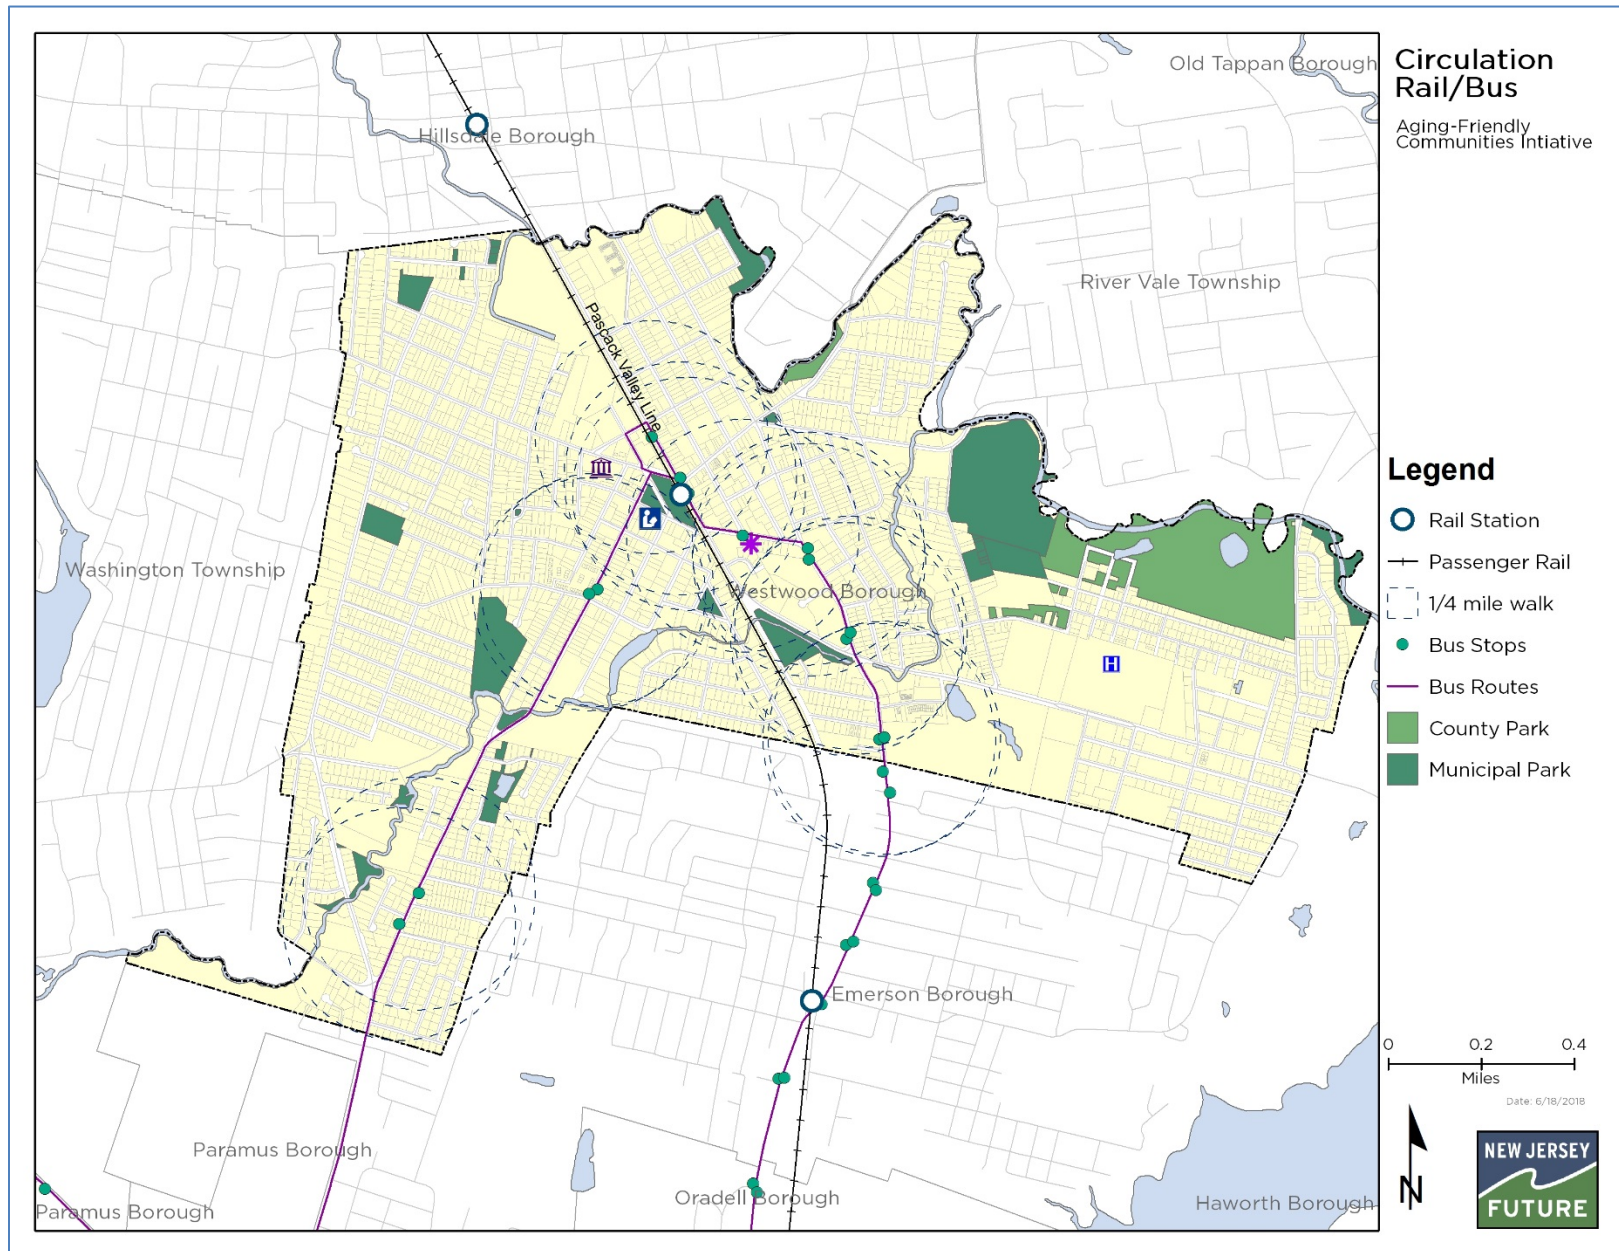 Circulation
Rail/Bus
Aging-Friendly
Communities Intiative
Old Tappan Borough
Hillsdale Borough
River Vale Township
Pascack Valley Line
Washington Township
Westwood Borough
H
Emerson Borough
Paramus Borough
Paramus Borough
Oradell Borough
Haworth Borough
Legend
Rail Station
Passenger Rail
1/4 mile walk
Bus Stops
Bus Routes
County Park
Municipal Park
0 0.2 0.4
Miles
Date: 6/18/2018
N
NEW JERSEY
FUTURE